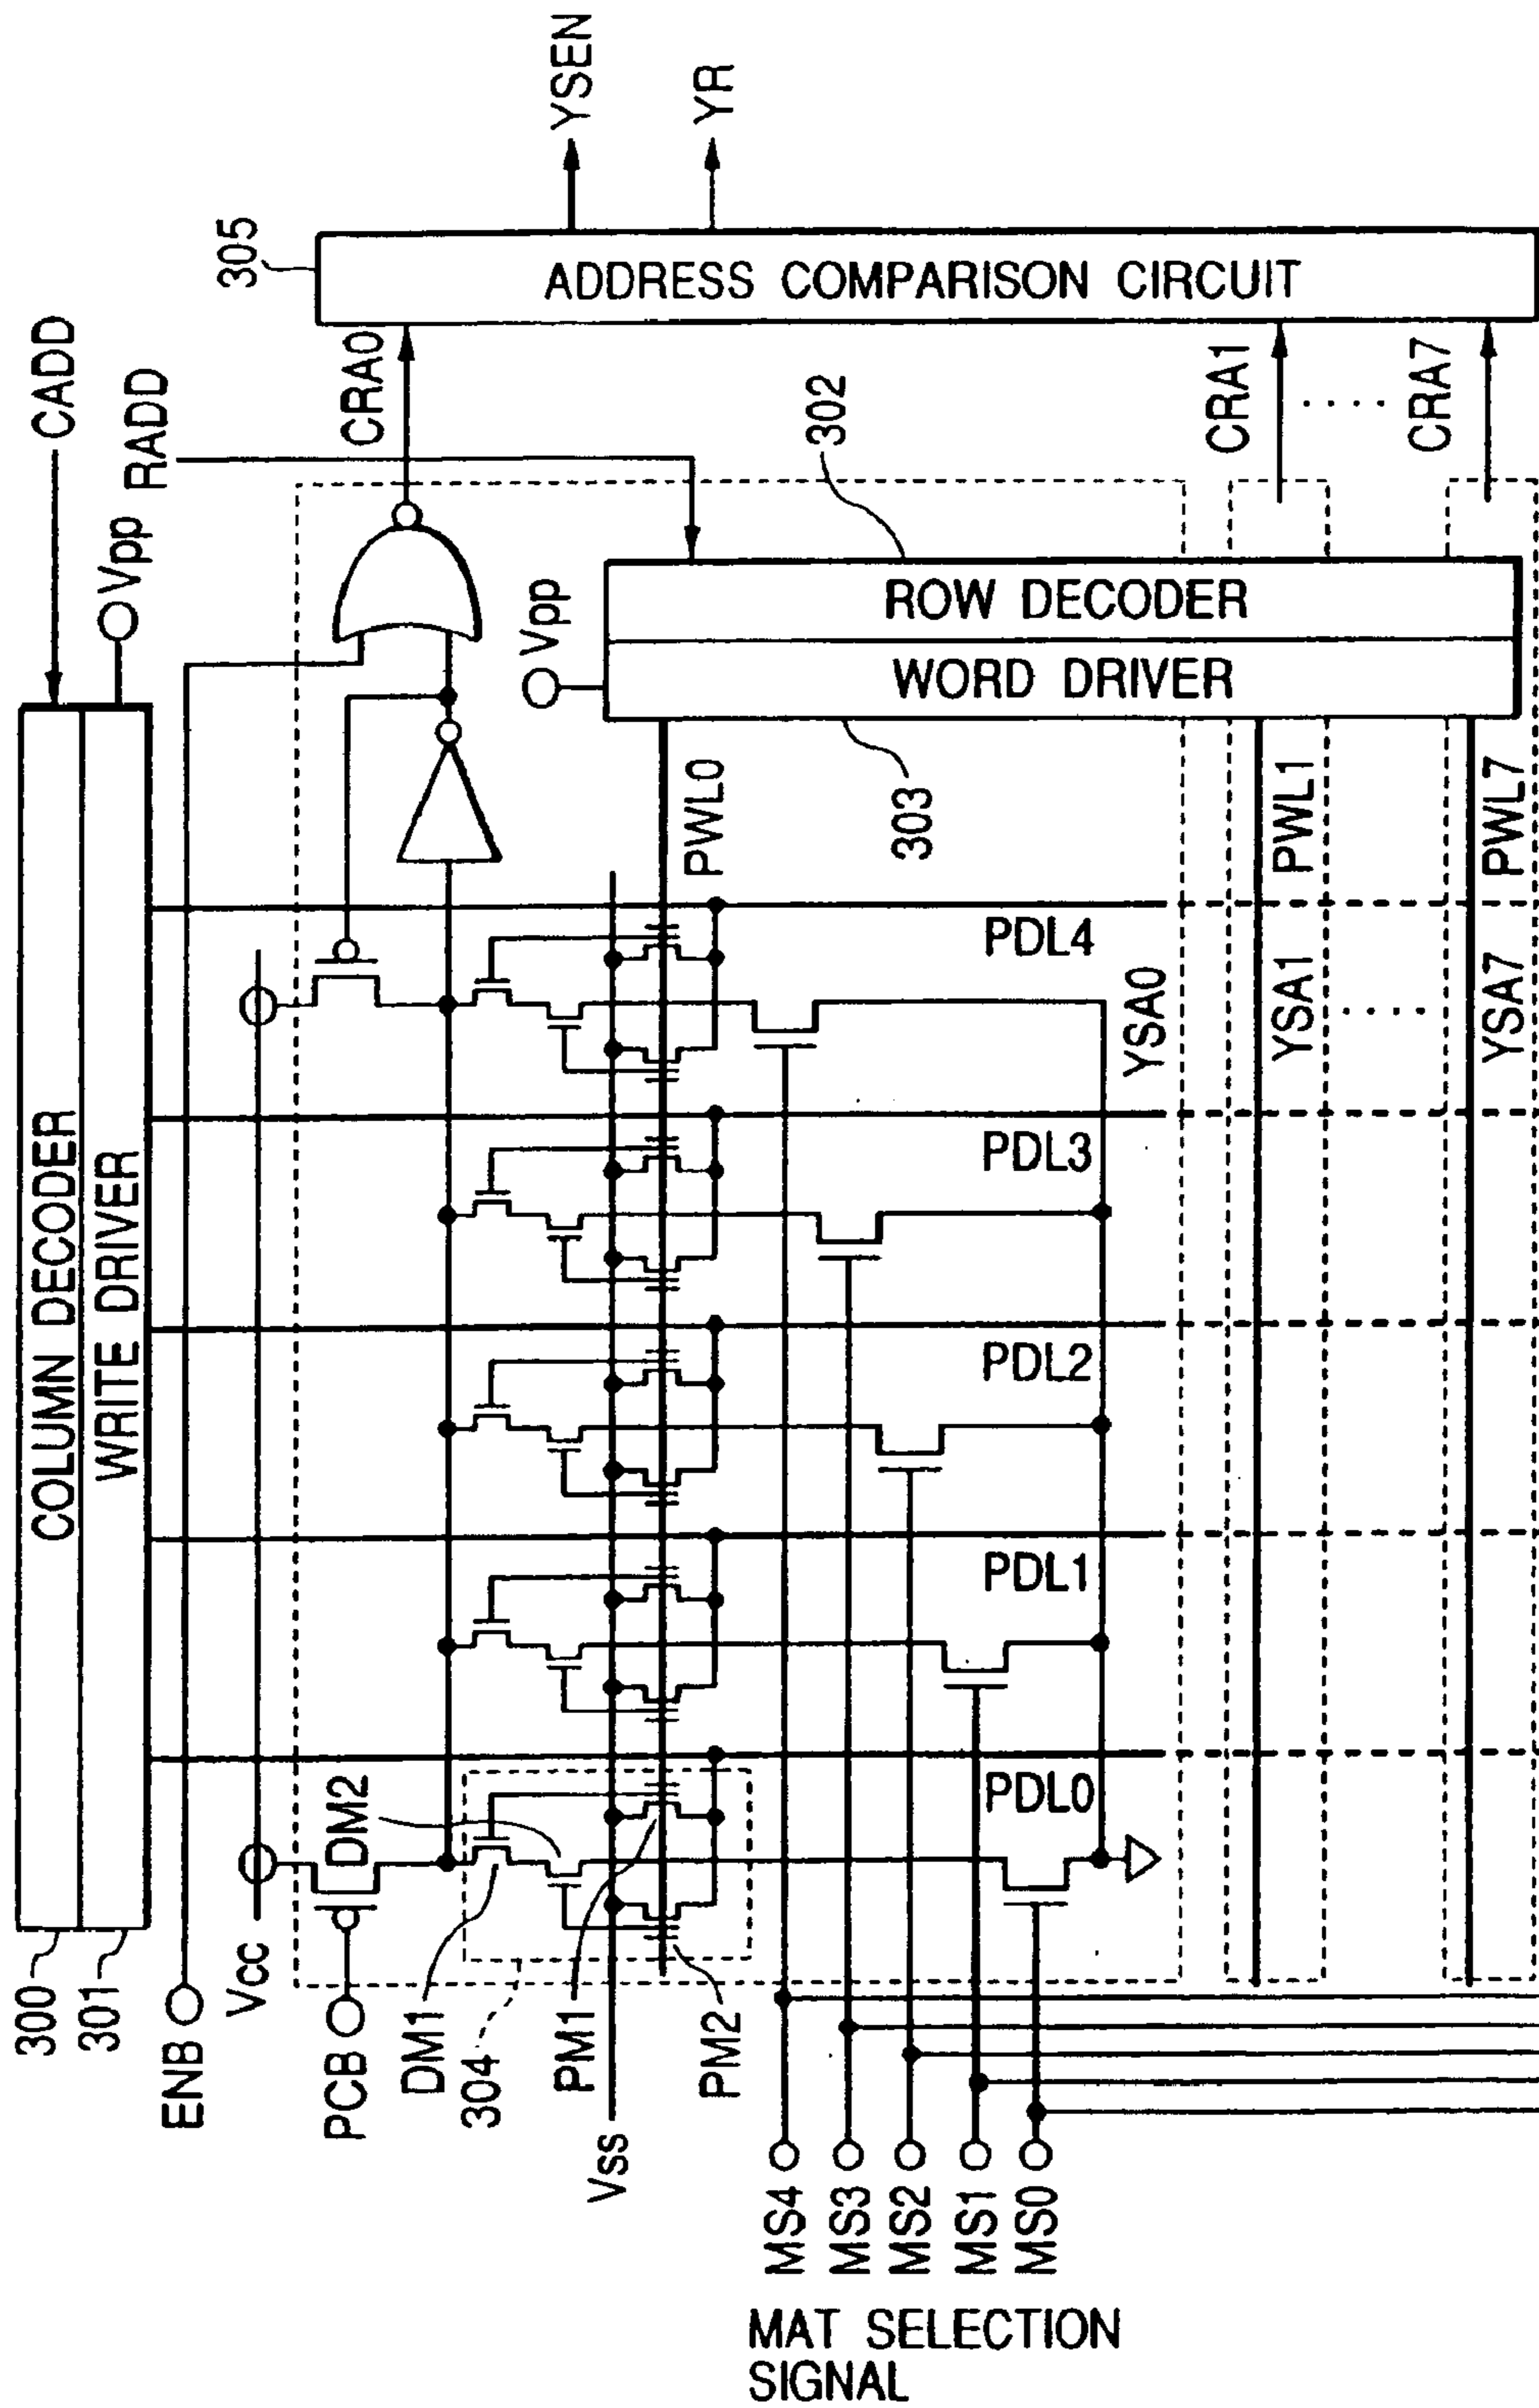 COLUMN DECODER
WRITE DRIVER
300
301
CADD
Vpp
RADD
ENB
Vcc
PCB
DM2
DM1
304
PM1
Vss
PM2
CRA0
305
YSEN
YR
ADDRESS COMPARISON CIRCUIT
Vpp
302
ROW DECODER
WORD DRIVER
303
PWL0
PDL0
PDL1
PDL2
PDL3
PDL4
YSA0
YSA1
PWL1
CRA1
.....
.....
YSA7
PWL7
CRA7
MS4
MS3
MS2
MS1
MS0
MAT SELECTION
SIGNAL